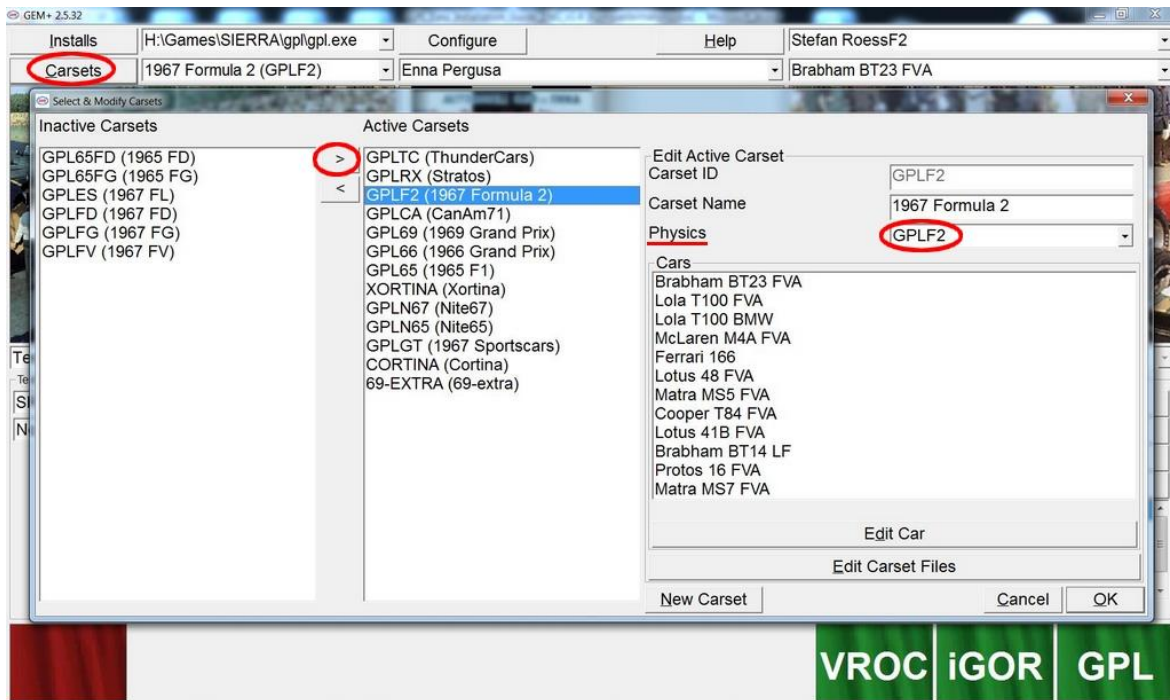 GEM+ 2.5.32
Installs
H:\Games\SIERRA\gpl\gpl.exe
Configure
Help
Stefan RoessF2
Carsets
1967 Formula 2 (GPLF2)
Enna Pergusa
Brabham BT23 FVA
Select & Modify Carsets
Inactive Carsets
GPL65FD (1965 FD)
GPL65FG (1965 FG)
GPLES (1967 FL)
GPLFD (1967 FD)
GPLFG (1967 FG)
GPLFV (1967 FV)
>
<
Active Carsets
GPLTC (ThunderCars)
GPLRX (Stratos)
GPLF2 (1967 Formula 2)
GPLCA (CanAm71)
GPL69 (1969 Grand Prix)
GPL66 (1966 Grand Prix)
GPL65 (1965 F1)
XORTINA (Xortina)
GPLN67 (Nite67)
GPLN65 (Nite65)
GPLGT (1967 Sportscars)
CORTINA (Cortina)
69-EXTRA (69-extra)
Edit Active Carset
Carset ID
GPLF2
Carset Name
1967 Formula 2
Physics
GPLF2
Cars
Brabham BT23 FVA
Lola T100 FVA
Lola T100 BMW
McLaren M4A FVA
Ferrari 166
Lotus 48 FVA
Matra MS5 FVA
Cooper T84 FVA
Lotus 41B FVA
Brabham BT14 LF
Protos 16 FVA
Matra MS7 FVA
Edit Car
Edit Carset Files
New Carset
Cancel
OK
VROC
iGOR
GPL